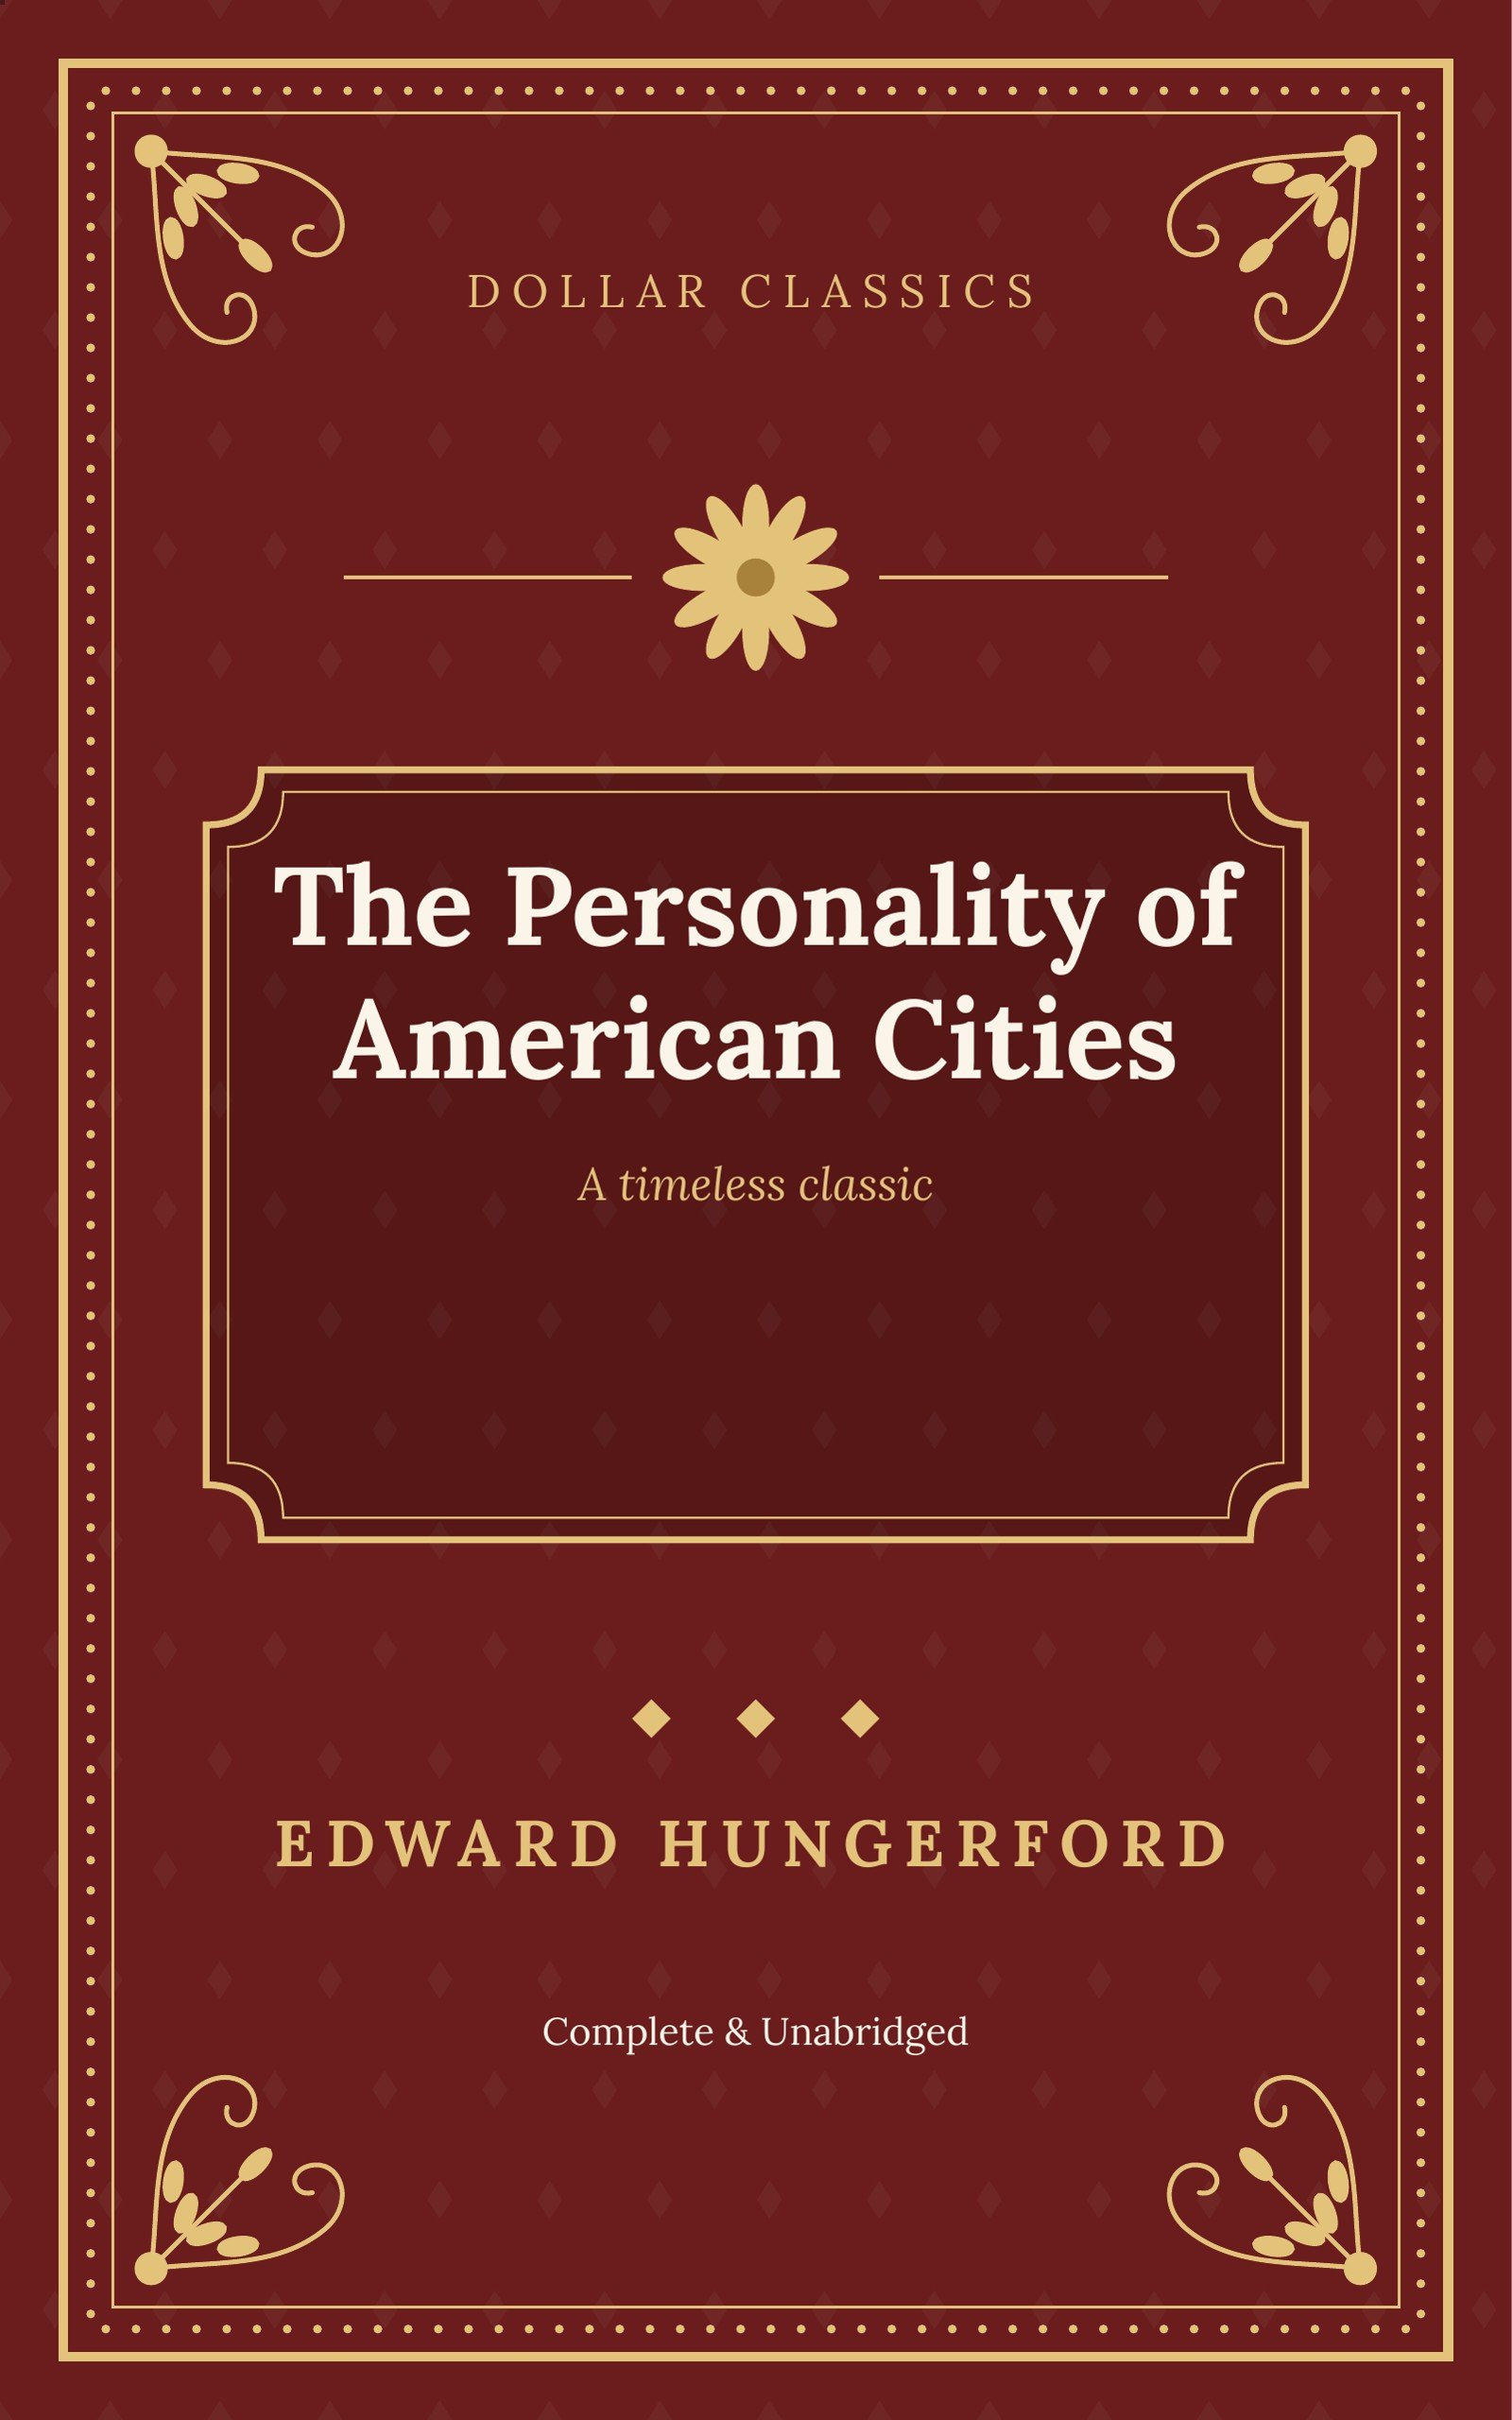 DOLLAR CLASSICS
The Personality of
American Cities
A timeless classic
EDWARD HUNGERFORD
Complete & Unabridged